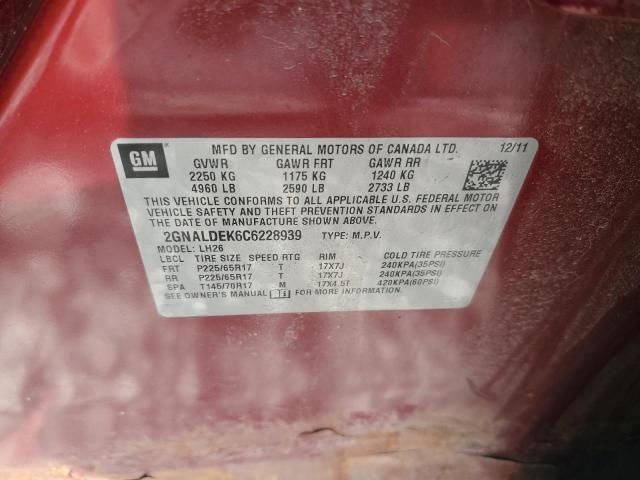 GM MFD BY GENERAL MOTORS OF CANADA LTD. 12/11
GVWR GAWR FRT GAWR RR
2250 KG 1175 KG 1240 KG
4960 LB 2590 LB 2733 LB
THIS VEHICLE CONFORMS TO ALL APPLICABLE U.S. FEDERAL MOTOR
VEHICLE SAFETY AND THEFT PREVENTION STANDARDS IN EFFECT ON
THE DATE OF MANUFACTURE SHOWN ABOVE.
2GNALDEK6C6228939 TYPE: M.P.V.
MODEL: LH26
LBCL TIRE SIZE SPEED RTG RIM COLD TIRE PRESSURE
FRT P225/65R17 T 17X7J 240KPA(35PSI)
RR P225/65R17 T 17X7J 240KPA(35PSI)
SPA T145/70R17 M 17X4.5T 420KPA(60PSI)
SEE OWNER'S MANUAL i FOR ADDITIONAL INFORMATION.